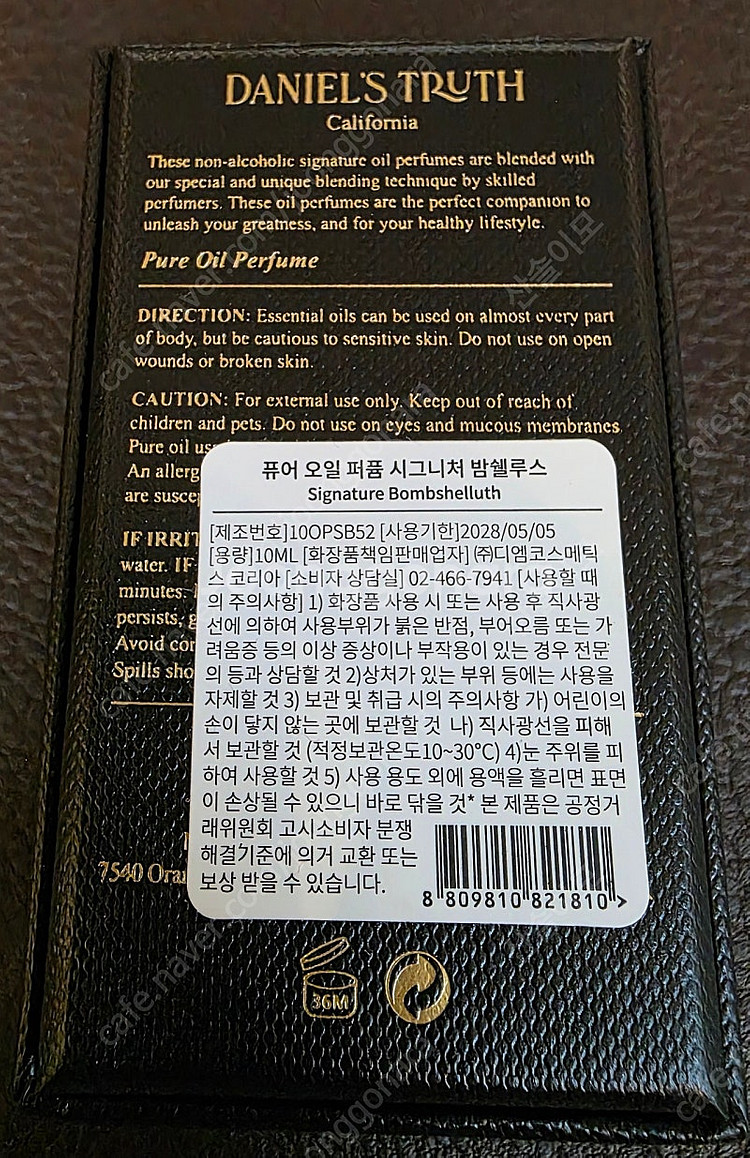 DANIEL'S TRUTH
California
These non-alcoholic signature oil perfumes are blended with
our special and unique blending technique by skilled
perfumers. These oil perfumes are the perfect companion to
unleash your greatness, and for your healthy lifestyle.
Pure Oil Perfume
DIRECTION: Essential oils can be used on almost every part
of body, but be cautious to sensitive skin. Do not use on open
wounds or broken skin.
CAUTION: For external use only. Keep out of reach of
children and pets. Do not use on eyes and mucous membranes
Pure oil
An
are
퓨어 오일 퍼퓸 시그니처 밤쉘루스
Signature Bombshelluth
[제조번호]10OPSB52 [사용기한]2028/05/05
[용량]10ML [화장품책임판매업자] ㈜디엠코스메틱
스 코리아 [소비자 상담실] 02-466-7941 [사용할 때
의 주의사항] 1) 화장품 사용 시 또는 사용 후 직사광
선에 의하여 사용부위가 붉은 반점, 부어오름 또는 가
려움증 등의 이상 증상이나 부작용이 있는 경우 전문
의 등과 상담할 것 2)상처가 있는 부위 등에는 사용을
자제할 것 3) 보관 및 취급 시의 주의사항 가) 어린이의
손이 닿지 않는 곳에 보관할 것 나) 직사광선을 피해
서 보관할 것 (적정보관온도10~30℃) 4)눈 주위를 피
하여 사용할 것 5) 사용 용도 외에 용액을 흘리면 표면
이 손상될 수 있으니 바로 닦을 것* 본 제품은 공정거
래위원회 고시소비자 분쟁
해결기준에 의거 교환 또는
보상 받을 수 있습니다.
8 809810 821810 >
IF
water. IF
minutes.
persists,
Avoid
Spills
7540
36M